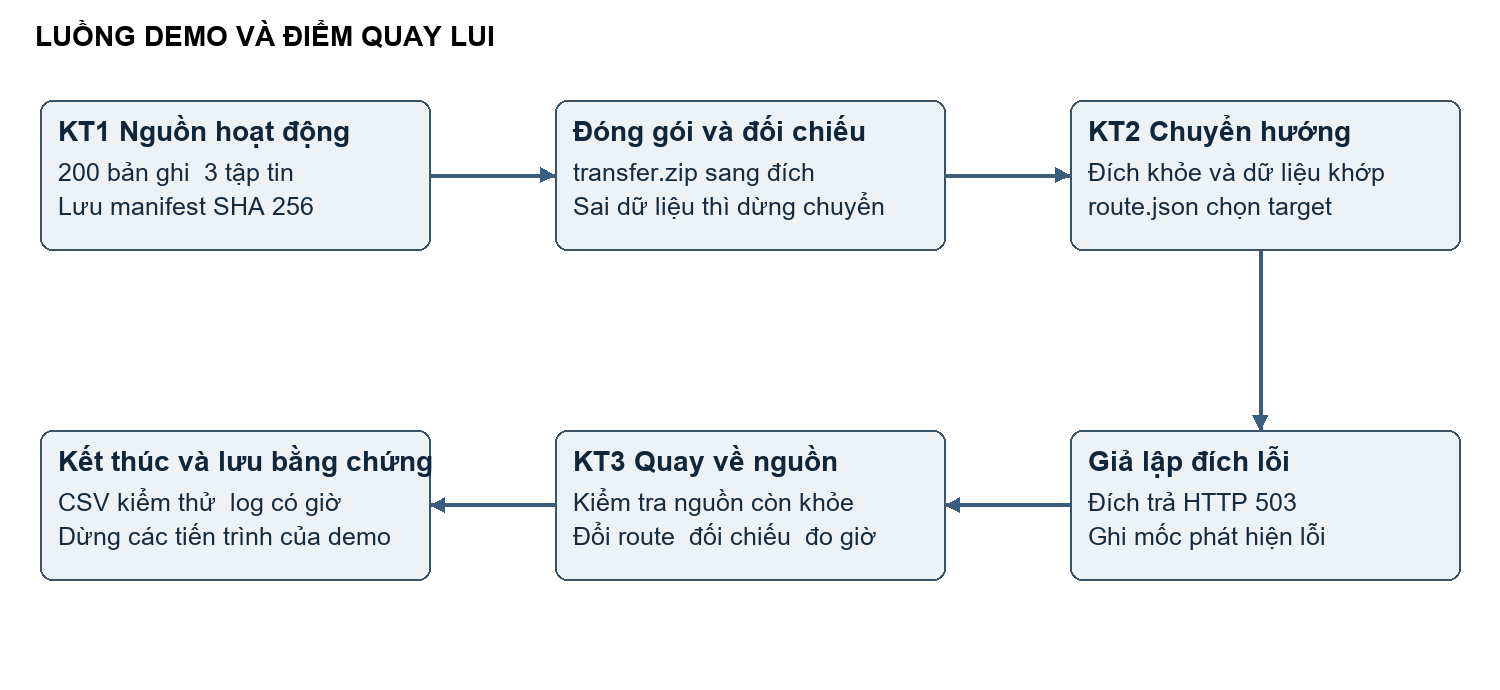 LUỒNG DEMO VÀ ĐIỂM QUAY LUI
KT1 Nguồn hoạt động
200 bản ghi  3 tập tin
Lưu manifest SHA 256
Đóng gói và đối chiếu
transfer.zip sang đích
Sai dữ liệu thì dừng chuyển
KT2 Chuyển hướng
Đích khỏe và dữ liệu khớp
route.json chọn target
Kết thúc và lưu bằng chứng
CSV kiểm thử  log có giờ
Dừng các tiến trình của demo
KT3 Quay về nguồn
Kiểm tra nguồn còn khỏe
Đổi route  đối chiếu  đo giờ
Giả lập đích lỗi
Đích trả HTTP 503
Ghi mốc phát hiện lỗi